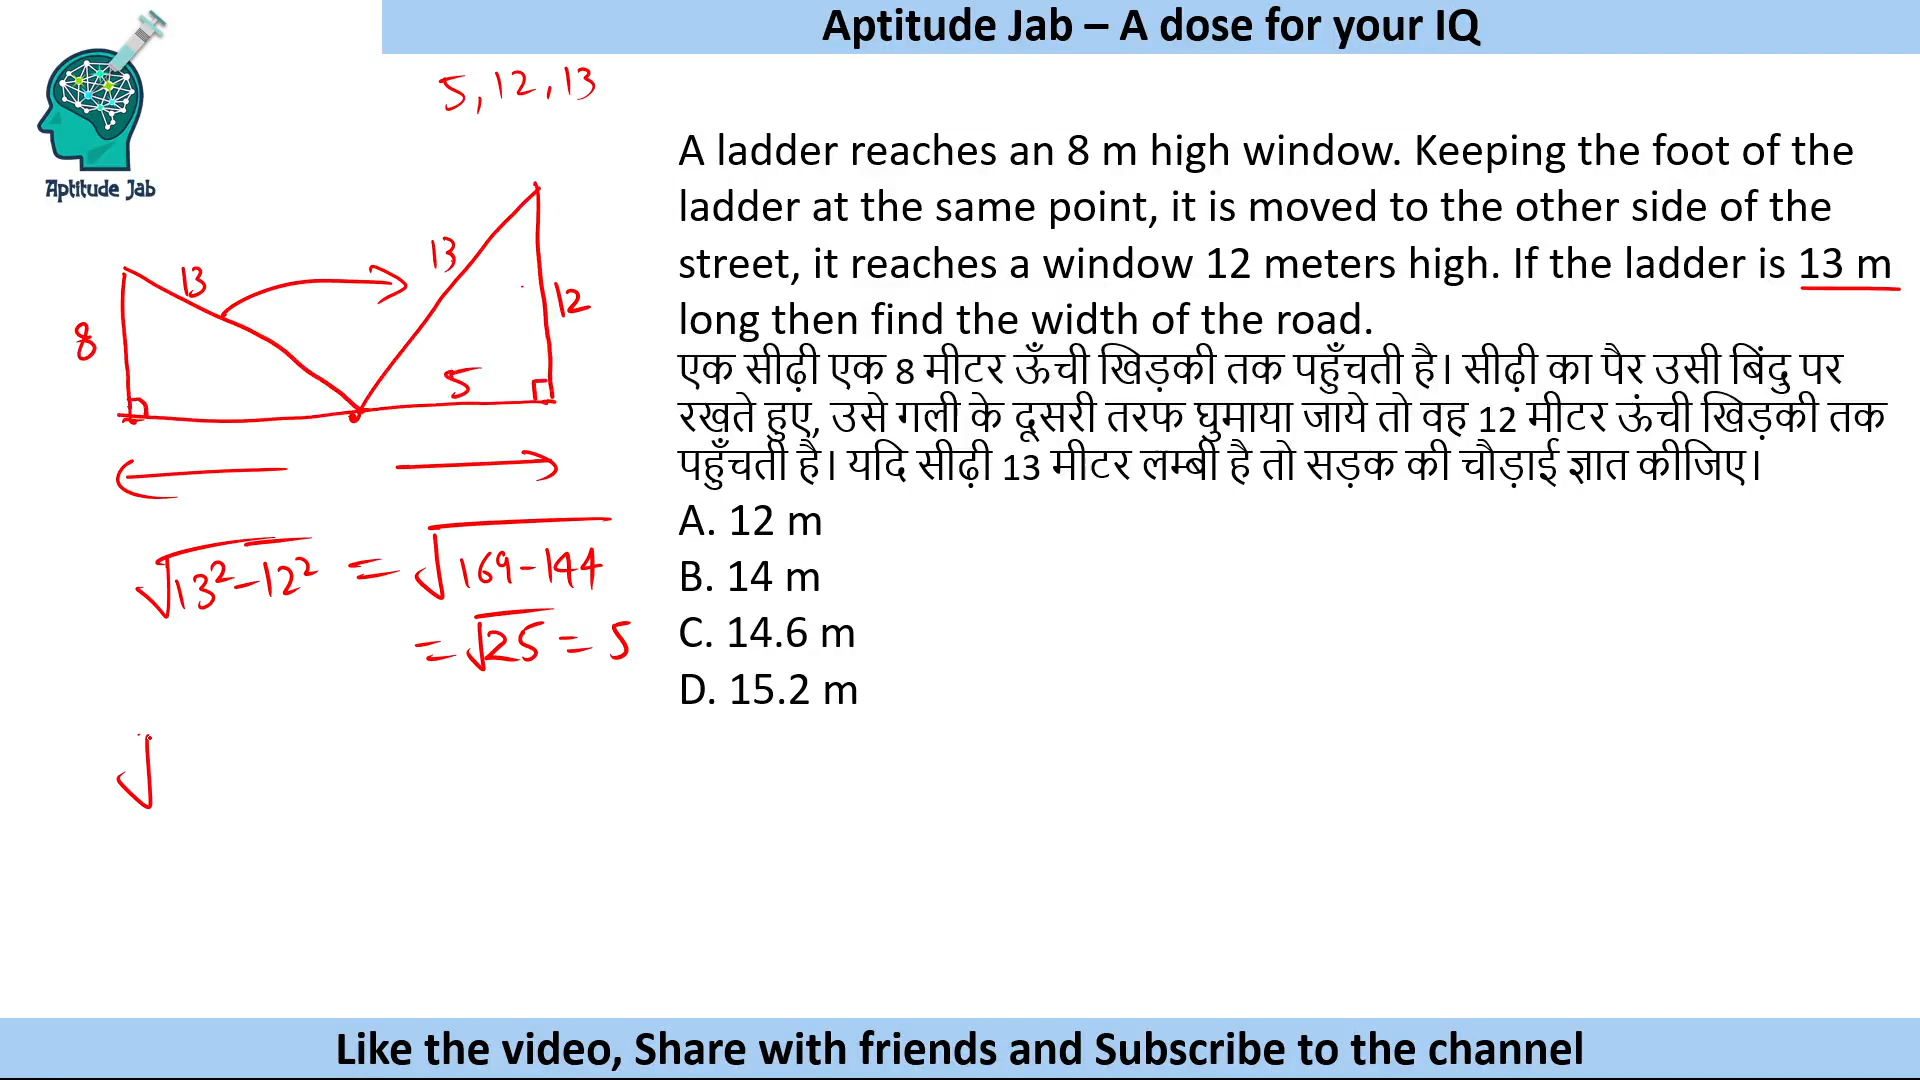 Aptitude Jab – A dose for your IQ
Aptitude Jab
5, 12, 13
A ladder reaches an 8 m high window. Keeping the foot of the
ladder at the same point, it is moved to the other side of the
street, it reaches a window 12 meters high. If the ladder is 13 m
long then find the width of the road.
एक सीढ़ी एक 8 मीटर ऊँची खिड़की तक पहुँचती है। सीढ़ी का पैर उसी बिंदु पर
रखते हुए, उसे गली के दूसरी तरफ घुमाया जाये तो वह 12 मीटर ऊंची खिड़की तक
पहुँचती है। यदि सीढ़ी 13 मीटर लम्बी है तो सड़क की चौड़ाई ज्ञात कीजिए।
A. 12 m
B. 14 m
C. 14.6 m
D. 15.2 m
13
13
8
12
5
√13²-12² = √169-144
= √25 = 5
√
Like the video, Share with friends and Subscribe to the channel